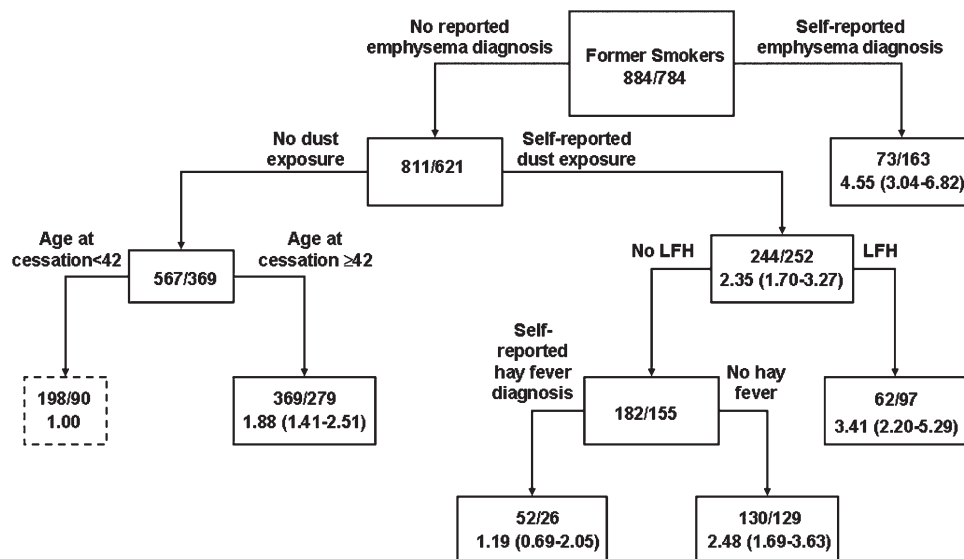 No reported
emphysema diagnosis
Former Smokers
884/784
Self-reported
emphysema diagnosis
No dust
exposure
811/621
Self-reported
dust exposure
73/163
4.55 (3.04-6.82)
Age at
cessation<42
567/369
Age at
cessation ≥42
No LFH
244/252
2.35 (1.70-3.27)
LFH
198/90
1.00
369/279
1.88 (1.41-2.51)
Self-
reported
hay fever
diagnosis
182/155
No hay
fever
62/97
3.41 (2.20-5.29)
52/26
1.19 (0.69-2.05)
130/129
2.48 (1.69-3.63)